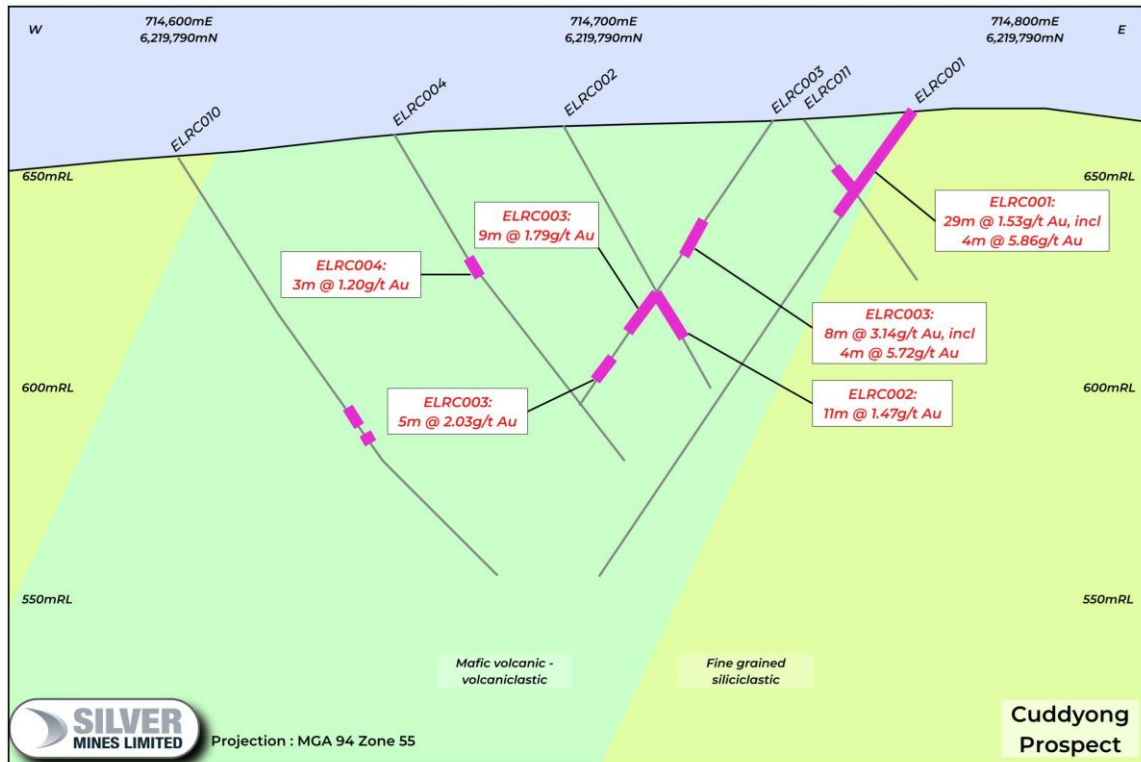 W
714,600mE
6,219,790mN
714,700mE
6,219,790mN
714,800mE
6,219,790mN
E
ELRC010
ELRC004
ELRC002
ELRC003
ELRC011
ELRC001
650mRL
650mRL
ELRC001:
29m @ 1.53g/t Au, incl
4m @ 5.86g/t Au
ELRC003:
9m @ 1.79g/t Au
ELRC004:
3m @ 1.20g/t Au
ELRC003:
8m @ 3.14g/t Au, incl
4m @ 5.72g/t Au
600mRL
600mRL
ELRC003:
5m @ 2.03g/t Au
ELRC002:
11m @ 1.47g/t Au
550mRL
550mRL
Mafic volcanic -
volcaniclastic
Fine grained
siliciclastic
SILVER
MINES LIMITED
Projection : MGA 94 Zone 55
Cuddyong
Prospect